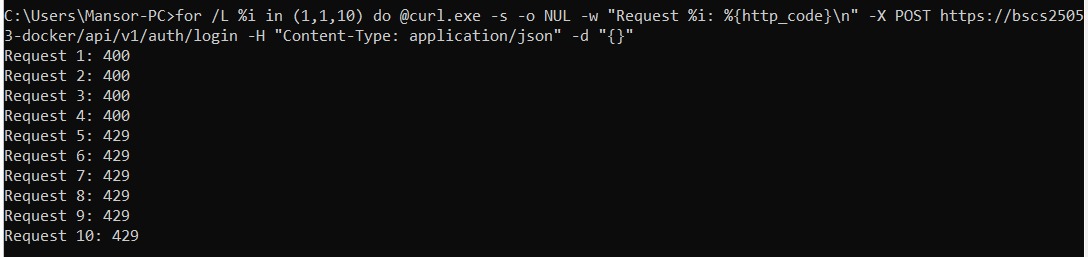 C:\Users\Mansor-PC>for /L %i in (1,1,10) do @curl.exe -s -o NUL -w "Request %i: %{http_code}\n" -X POST https://bscs2505
3-docker/api/v1/auth/login -H "Content-Type: application/json" -d "{}"
Request 1: 400
Request 2: 400
Request 3: 400
Request 4: 400
Request 5: 429
Request 6: 429
Request 7: 429
Request 8: 429
Request 9: 429
Request 10: 429